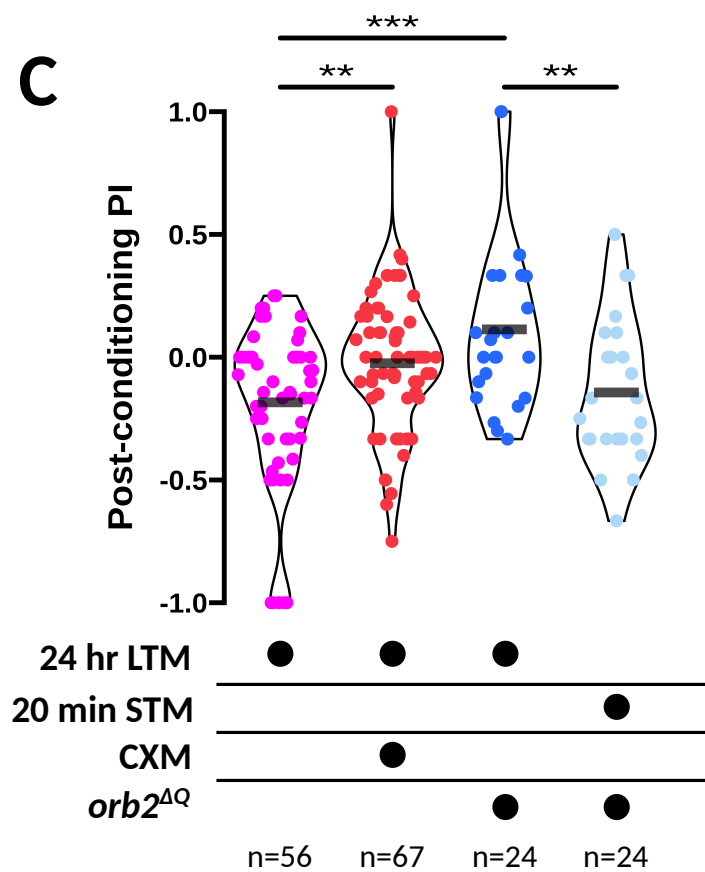 C
***
** **
Post-conditioning PI
1.0
0.5
0.0
-0.5
-1.0
24 hr LTM
20 min STM
CXM
orb2ΔQ
n=56 n=67 n=24 n=24